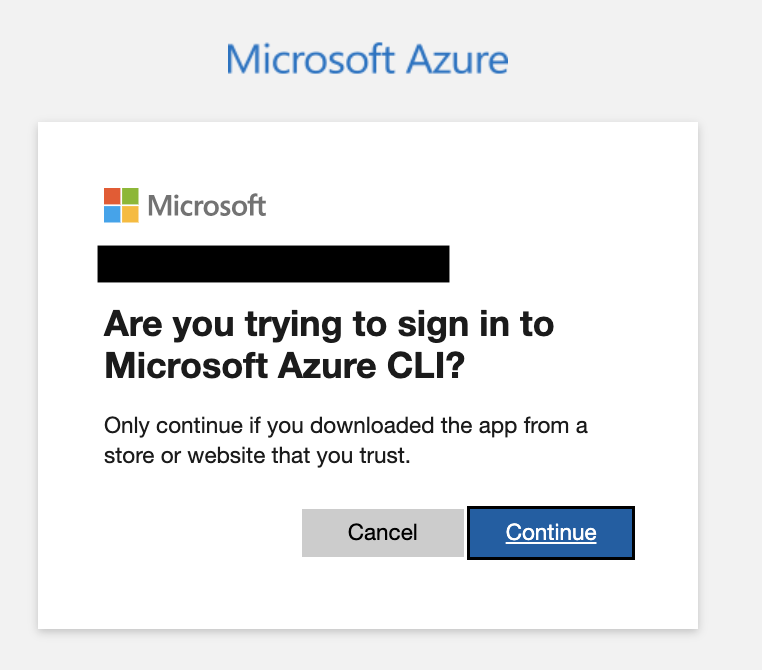 Microsoft Azure
Microsoft
Are you trying to sign in to
Microsoft Azure CLI?
Only continue if you downloaded the app from a
store or website that you trust.
Cancel
Continue